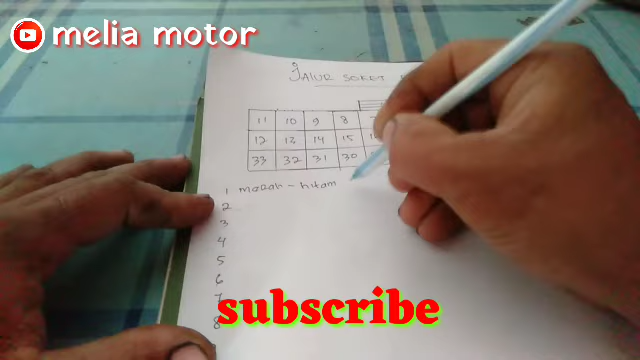 melia motor
JALUR SOKET
11 10 9 8
12 13 14 15
33 32 31 30
1 merah - hitam
2
3
4
5
6
7
8
subscribe